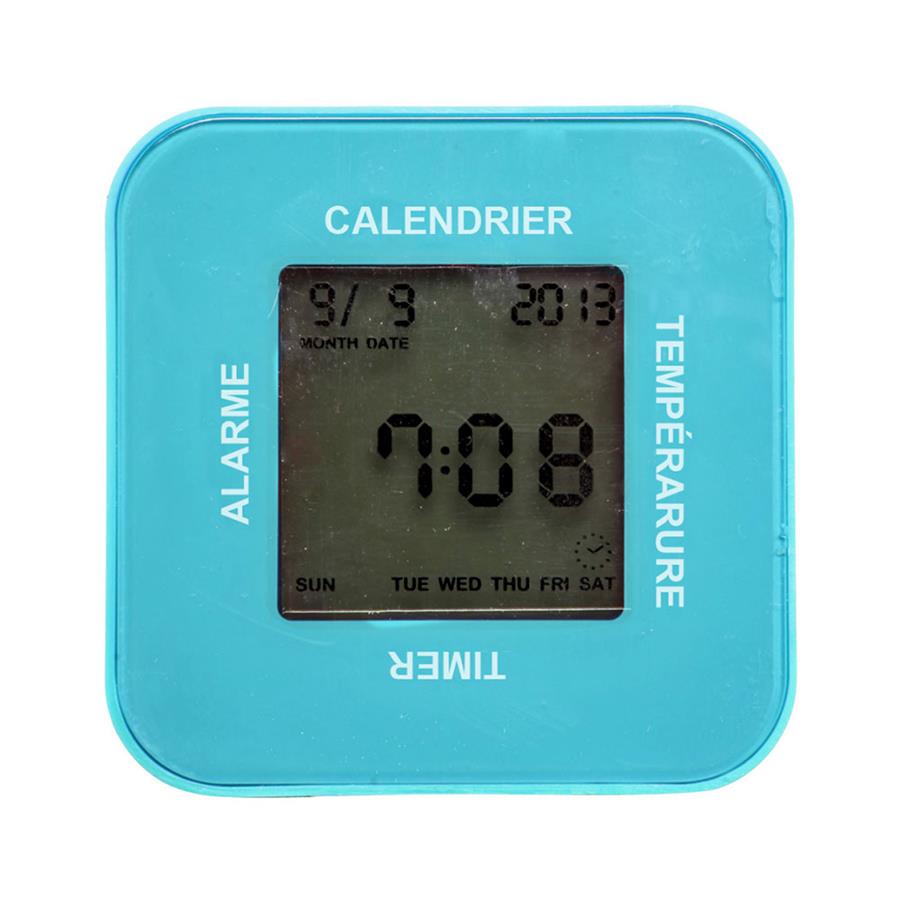 CALENDRIER
9/ 9 2013
MONTH DATE
ALARME
TEMPÉRARURE
7:08
SUN TUE WED THU FRI SAT
TIMER